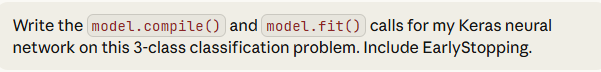 Write the model.compile() and model.fit() calls for my Keras neural
network on this 3-class classification problem. Include EarlyStopping.